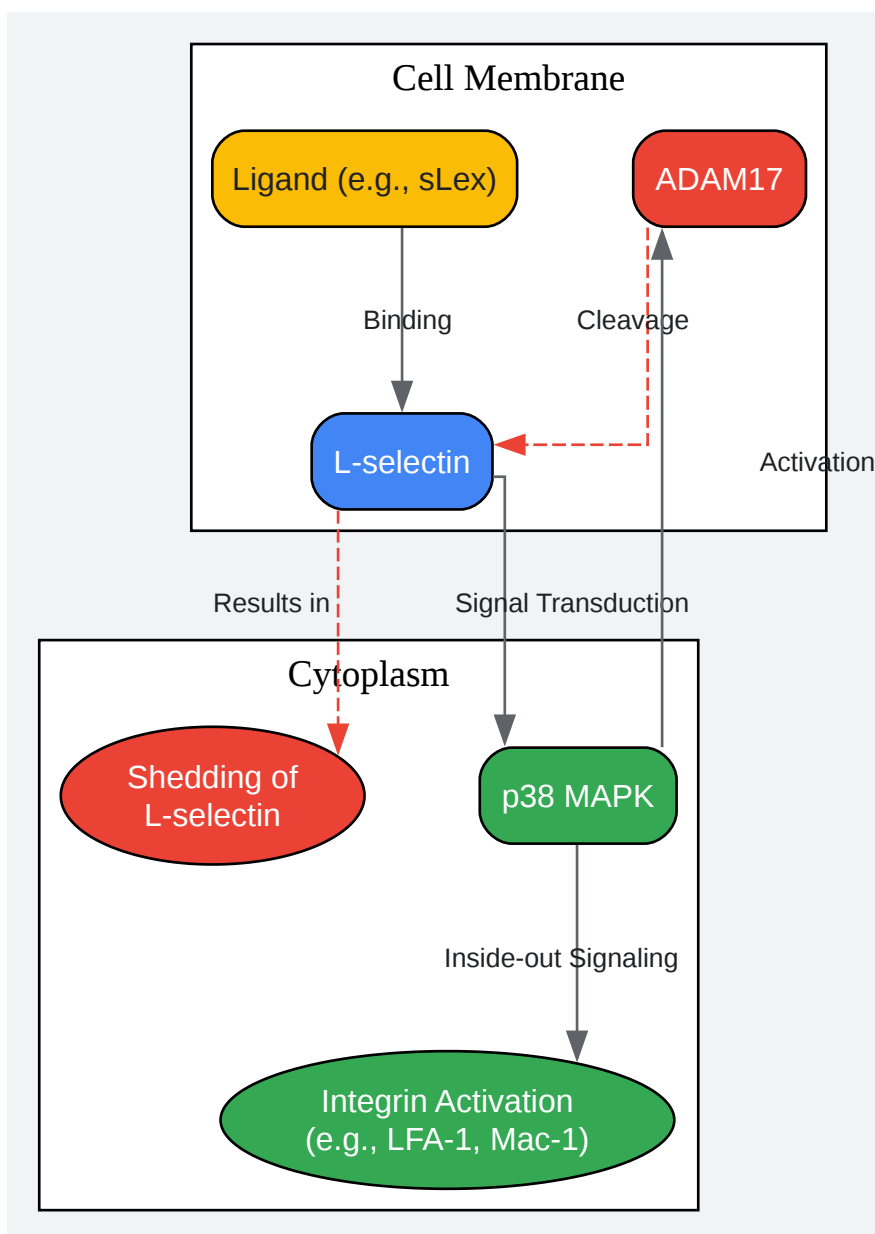 Cell Membrane
Ligand (e.g., sLex)
ADAM17
Binding
Cleavage
L-selectin
Activation
Results in
Signal Transduction
Cytoplasm
Shedding of
L-selectin
p38 MAPK
Inside-out Signaling
Integrin Activation
(e.g., LFA-1, Mac-1)